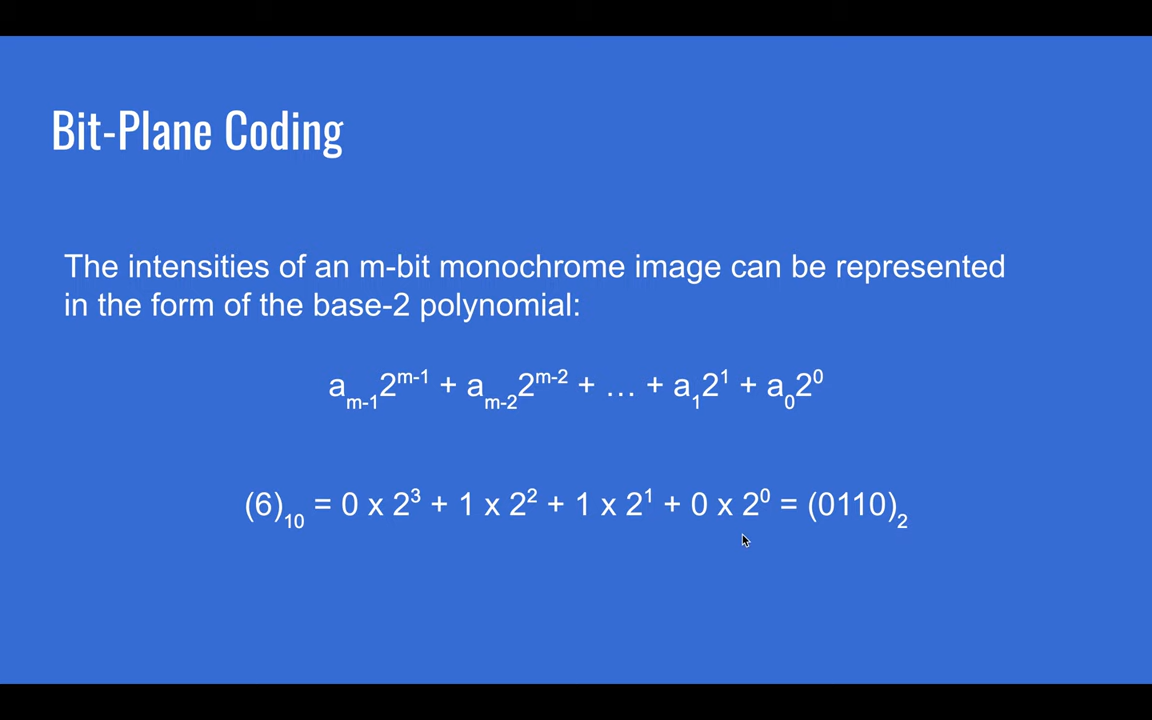 Bit-Plane Coding
The intensities of an m-bit monochrome image can be represented
in the form of the base-2 polynomial:
aₘ₋₁2ᵐ⁻¹ + aₘ₋₂2ᵐ⁻² + … + a₁2¹ + a₀2⁰
(6)₁₀ = 0 x 2³ + 1 x 2² + 1 x 2¹ + 0 x 2⁰ = (0110)₂